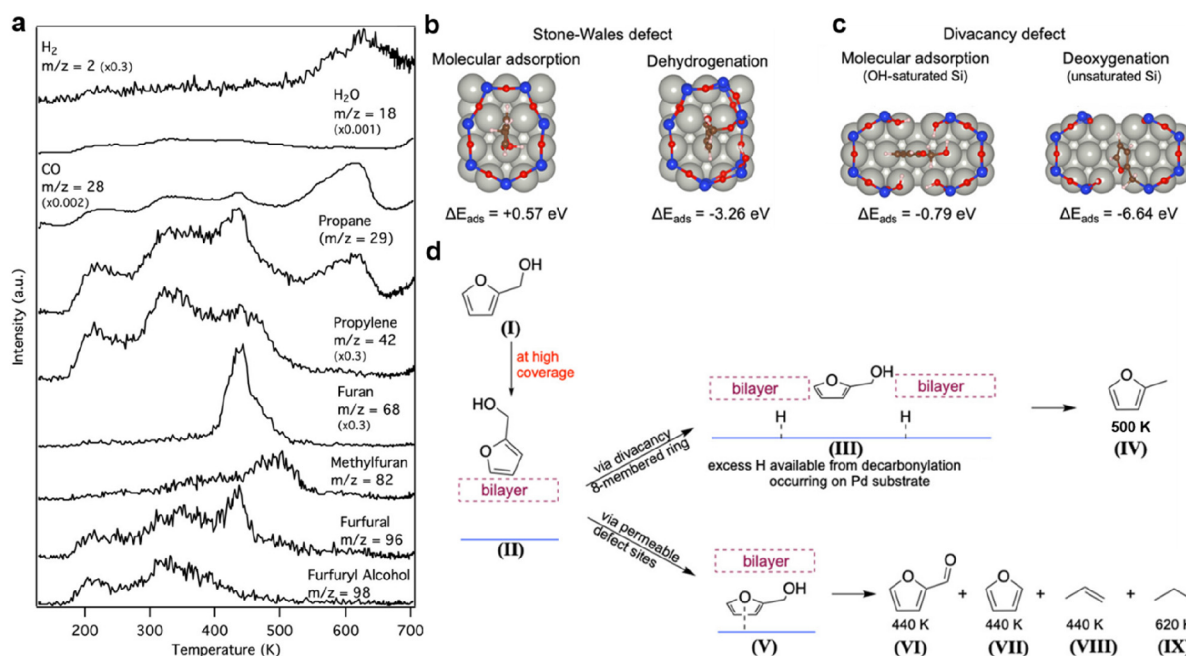 a
H2
m/z = 2 (x0.3)
H2O
m/z = 18
(x0.001)
CO
m/z = 28
(x0.002)
Propane
(m/z = 29)
Propylene
m/z = 42
(x0.3)
Furan
m/z = 68
(x0.3)
Methylfuran
m/z = 82
Furfural
m/z = 96
Furfuryl Alcohol
m/z = 98
Intensity (a.u.)
200 300 400 500 600 700
Temperature (K)
b
Stone-Wales defect
Molecular adsorption
Dehydrogenation
ΔEads = +0.57 eV
ΔEads = -3.26 eV
c
Divacancy defect
Molecular adsorption
(OH-saturated Si)
Deoxygenation
(unsaturated Si)
ΔEads = -0.79 eV
ΔEads = -6.64 eV
d
OH
O
(I)
at high
coverage
HO
O
bilayer
(II)
via divacancy
8-membered ring
bilayer
O
OH
bilayer
H
H
(III)
excess H available from decarbonylation
occurring on Pd substrate
O
500 K
(IV)
via permeable
defect sites
bilayer
O
OH
(V)
O
O
+
O
+
+
440 K
440 K
440 K
620 K
(VI)
(VII)
(VIII)
(IX)